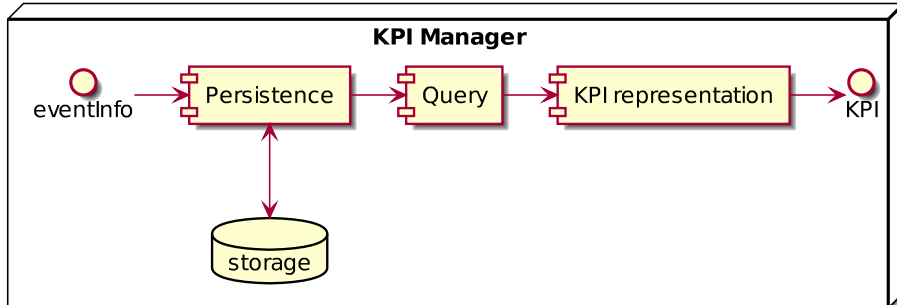 KPI Manager
eventInfo
Persistence
Query
KPI representation
KPI
storage